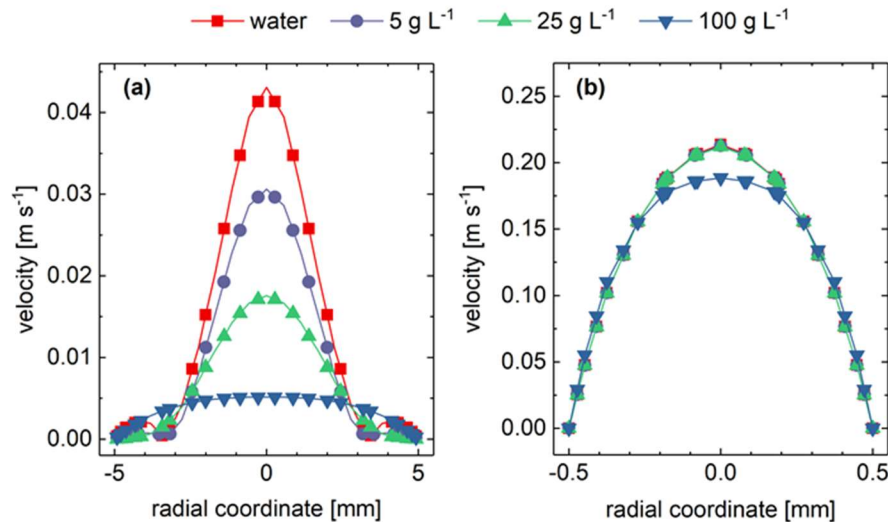 water 5 g L⁻¹ 25 g L⁻¹ 100 g L⁻¹
(a) (b)
0.04 0.25
0.03 0.20
0.02 0.15
0.01 0.10
0.00 0.05
0.00
velocity [m s⁻¹] velocity [m s⁻¹]
-5 0 5 -0.5 0.0 0.5
radial coordinate [mm] radial coordinate [mm]